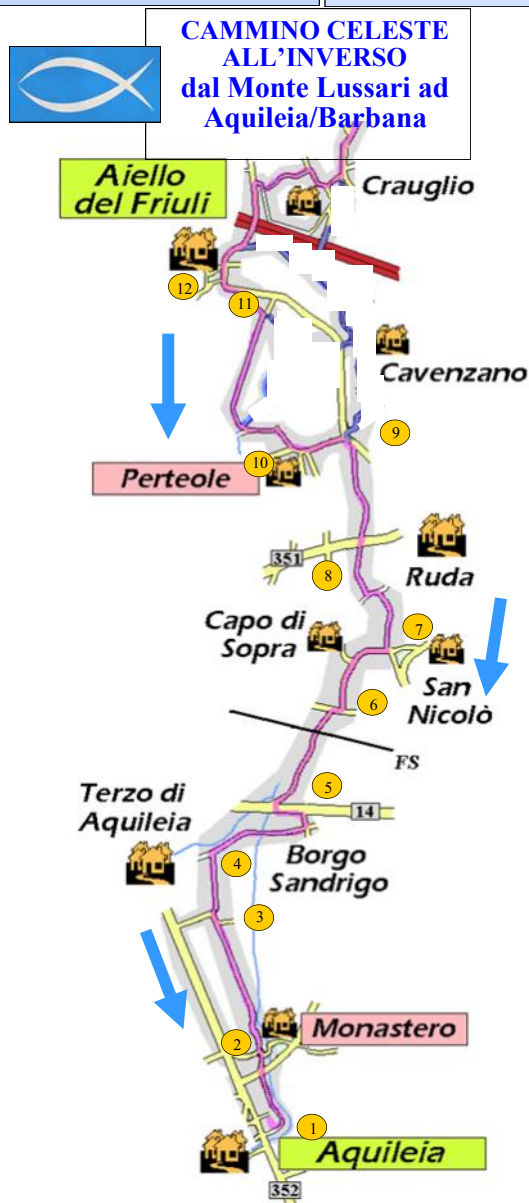 CAMMINO CELESTE
ALL’INVERSO
dal Monte Lussari ad
Aquileia/Barbana
Aiello
del Friuli
Crauglio
12
11
Cavenzano
9
10
Perteole
351
8
Ruda
Capo di
Sopra
7
San
Nicolò
6
FS
5
Terzo di
Aquileia
14
Borgo
Sandrigo
4
3
2
Monastero
1
Aquileia
352